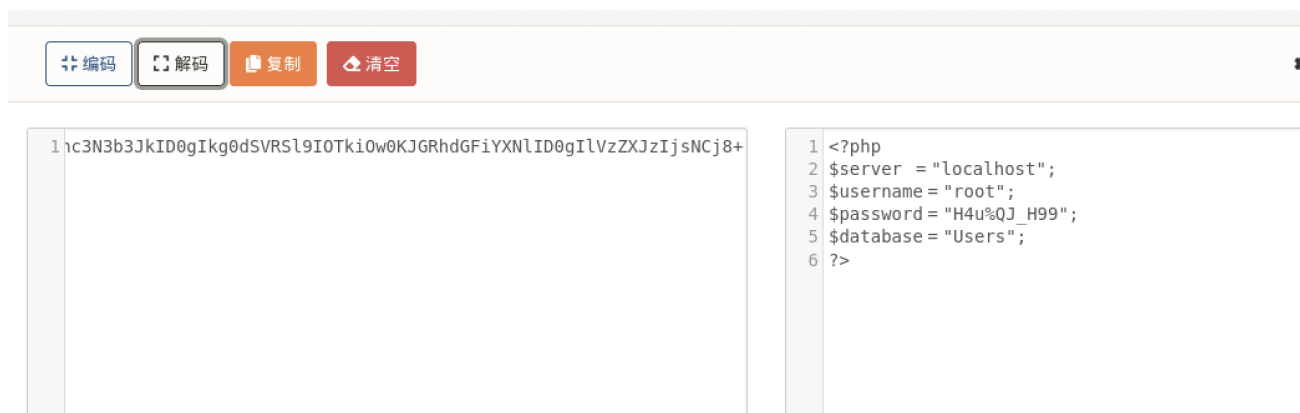 编码 解码 复制 清空
1 hc3N3b3JkID0gIkg0dSVRSl9IOTkiOw0KJGRhdGFiYXNlID0gIlVzZXJzIjsNCj8+
1 <?php
2 $server = "localhost";
3 $username = "root";
4 $password = "H4u%QJ_H99";
5 $database = "Users";
6 ?>